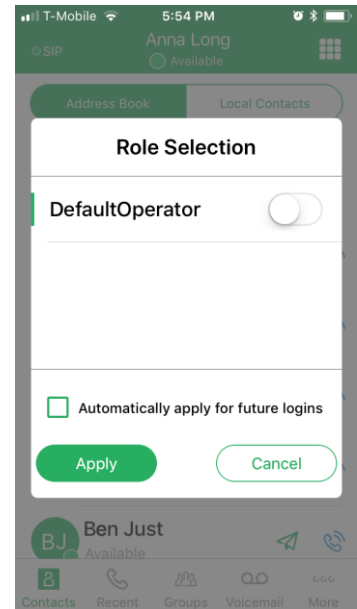 T-Mobile 5:54 PM
SIP
Anna Long
Available
Address Book Local Contacts
Role Selection
DefaultOperator
Automatically apply for future logins
Apply Cancel
BJ Ben Just
Available
Contacts Recent Groups Voicemail More